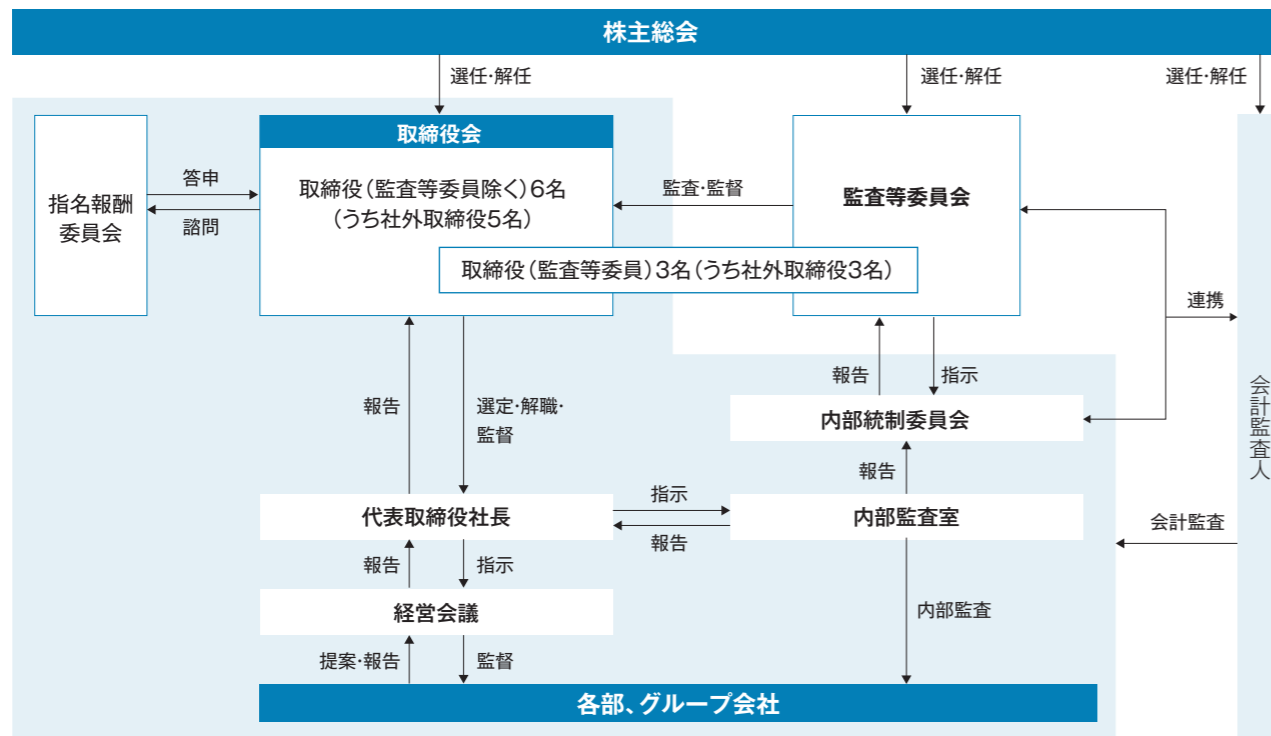 株主総会
選任・解任
選任・解任
選任・解任
取締役会
取締役（監査等委員除く）6名
（うち社外取締役5名）
指名報酬
委員会
答申
諮問
監査・監督
監査等委員会
取締役（監査等委員）3名（うち社外取締役3名）
連携
報告
選定・解職・
監督
報告
指示
内部統制委員会
会計監査人
報告
代表取締役社長
指示
報告
内部監査室
会計監査
報告
指示
経営会議
内部監査
提案・報告
監督
各部、グループ会社